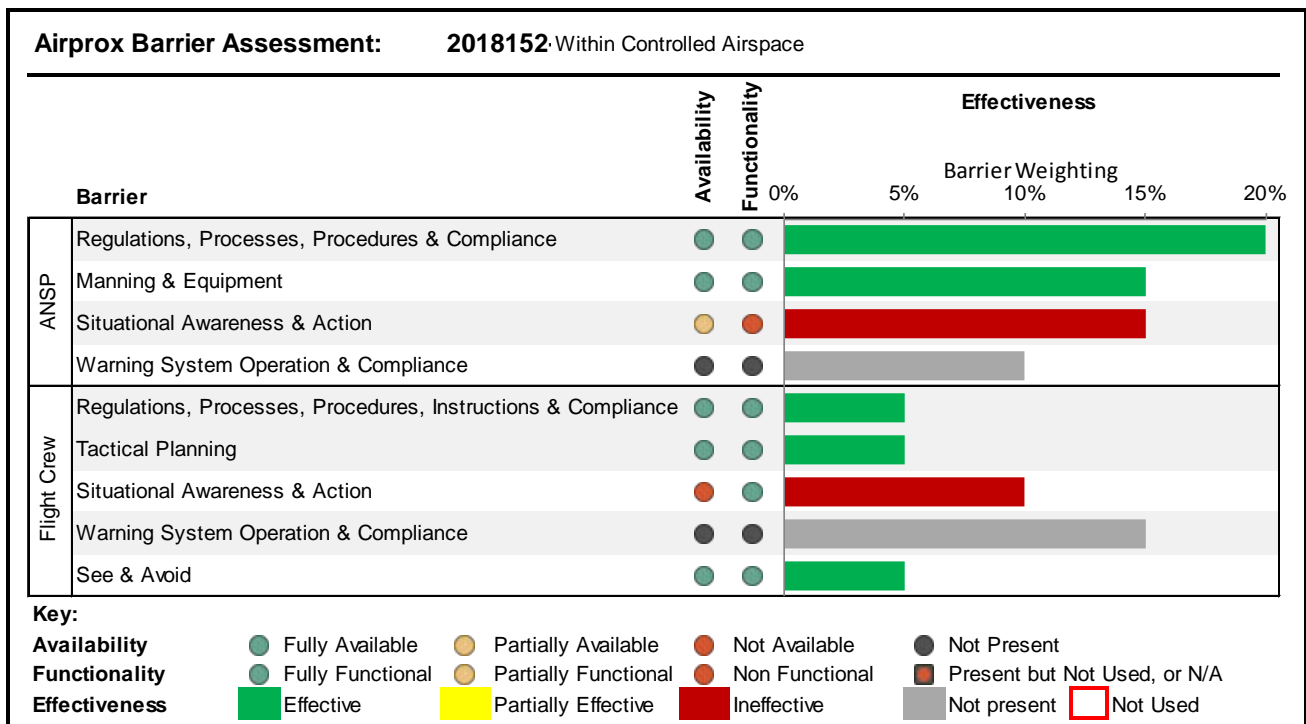 Airprox Barrier Assessment: 2018152 Within Controlled Airspace
Availability
Functionality
Effectiveness
Barrier Weighting
Barrier
0% 5% 10% 15% 20%
ANSP
Regulations, Processes, Procedures & Compliance
Manning & Equipment
Situational Awareness & Action
Warning System Operation & Compliance
Flight Crew
Regulations, Processes, Procedures, Instructions & Compliance
Tactical Planning
Situational Awareness & Action
Warning System Operation & Compliance
See & Avoid
Key:
Availability Fully Available Partially Available Not Available Not Present
Functionality Fully Functional Partially Functional Non Functional Present but Not Used, or N/A
Effectiveness Effective Partially Effective Ineffective Not present Not Used